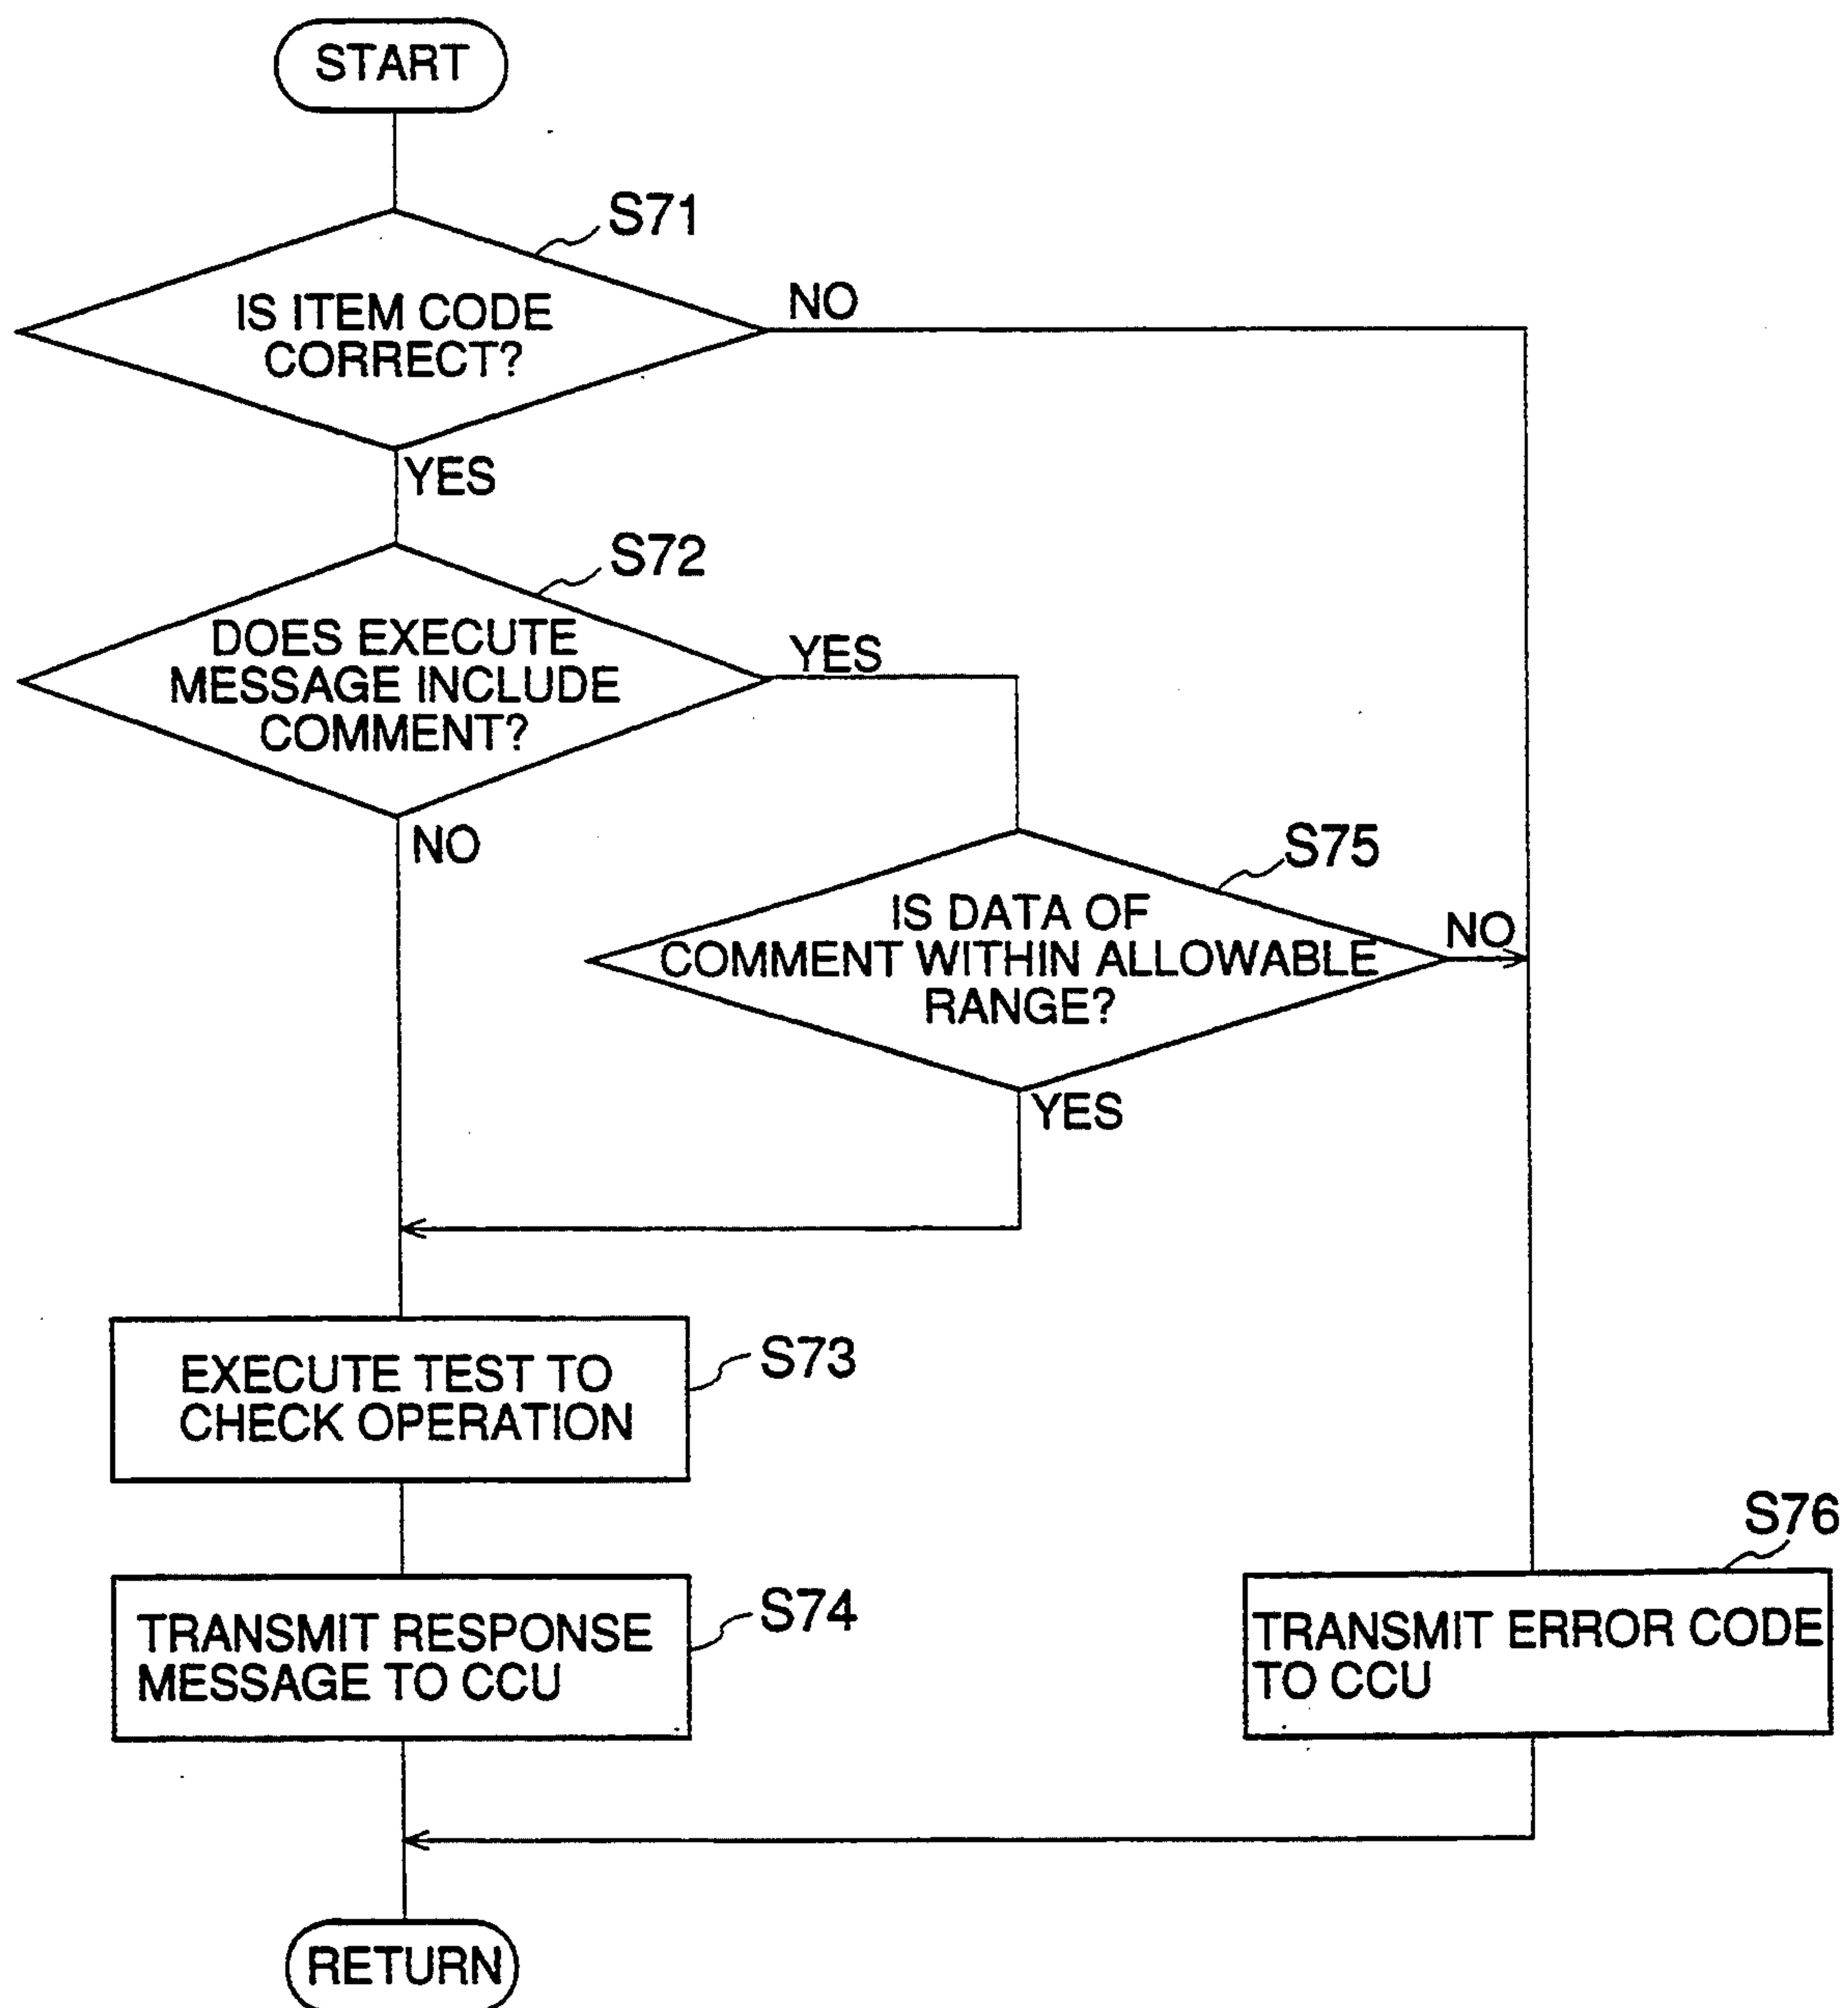 START
S71
IS ITEM CODE
CORRECT?
NO
YES
S72
DOES EXECUTE
MESSAGE INCLUDE
COMMENT?
YES
NO
S75
IS DATA OF
COMMENT WITHIN ALLOWABLE
RANGE?
NO
YES
S73
EXECUTE TEST TO
CHECK OPERATION
S74
TRANSMIT RESPONSE
MESSAGE TO CCU
S76
TRANSMIT ERROR CODE
TO CCU
RETURN